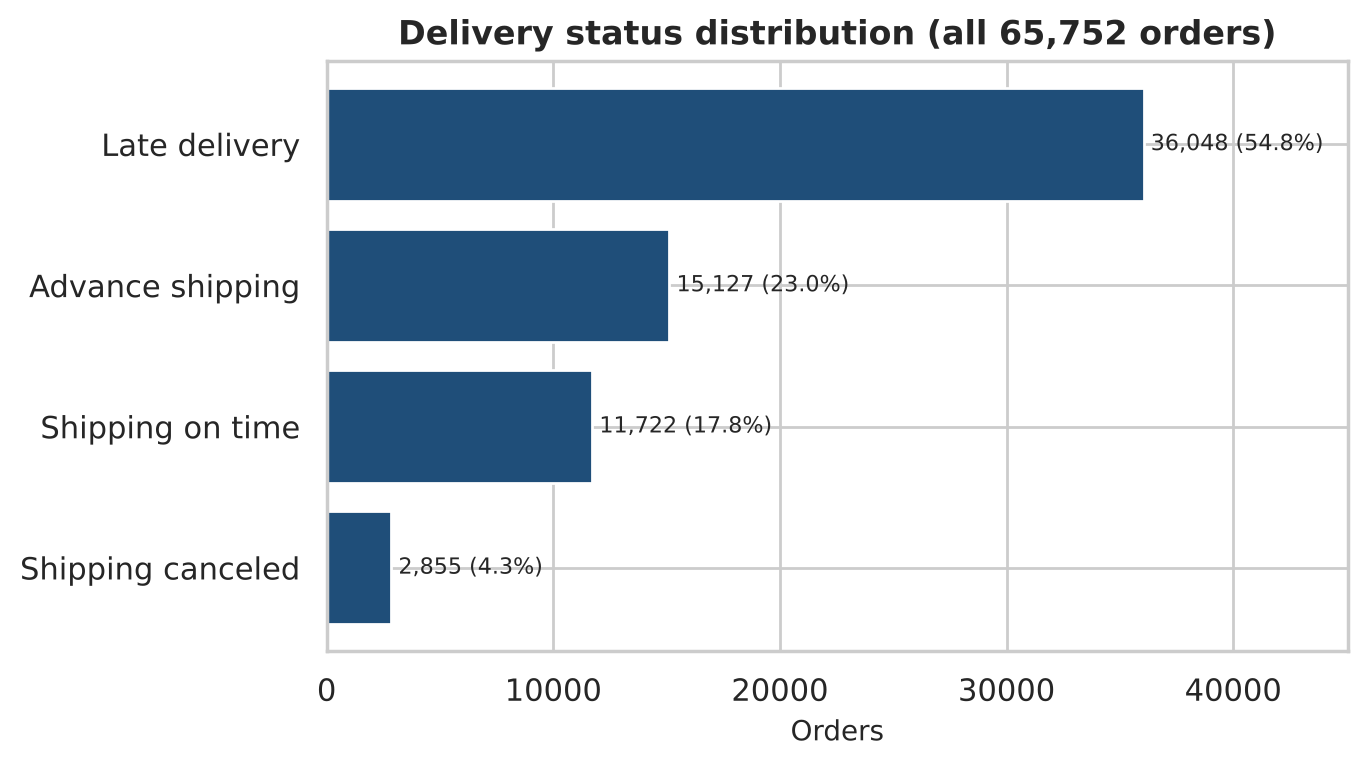 Delivery status distribution (all 65,752 orders)
Late delivery
36,048 (54.8%)
Advance shipping
15,127 (23.0%)
Shipping on time
11,722 (17.8%)
Shipping canceled
2,855 (4.3%)
0 10000 20000 30000 40000
Orders